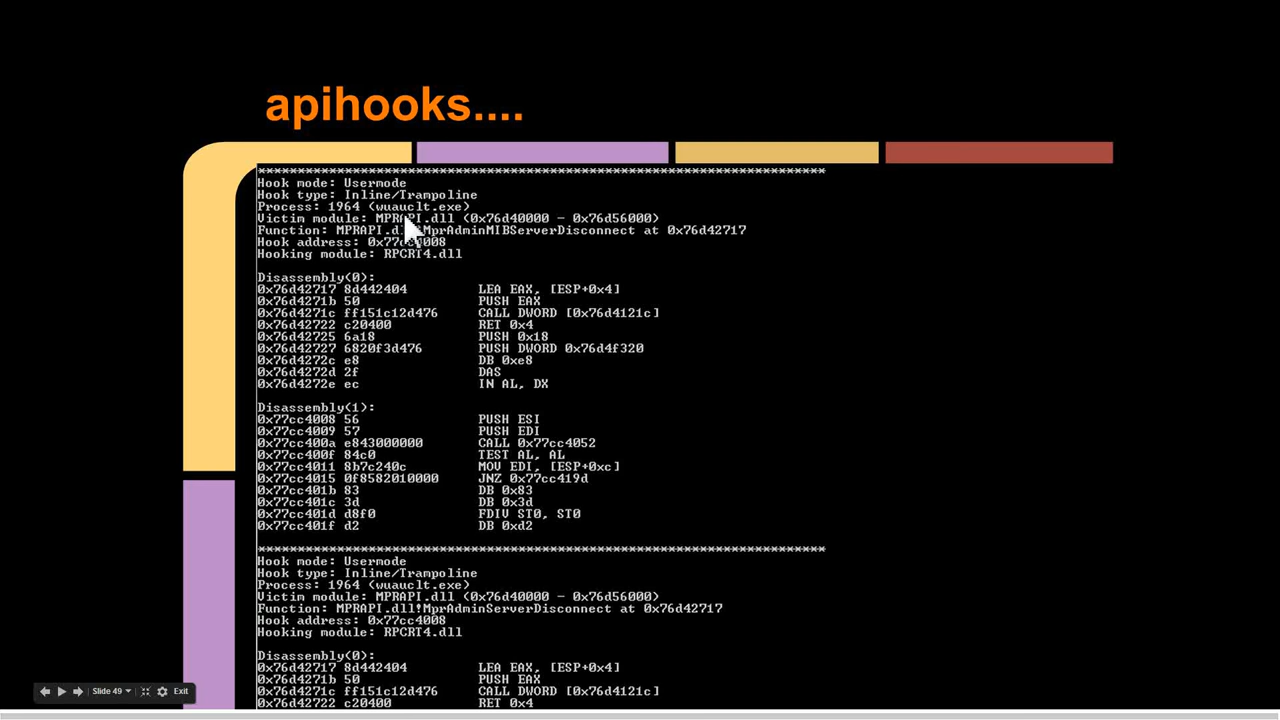 apihooks....
************************************************************************
Hook mode: Usermode
Hook type: Inline/Trampoline
Process: 1964 (wuauclt.exe)
Victim module: MPRAPI.dll (0x76d40000 - 0x76d56000)
Function: MPRAPI.dll!MprAdminMIBServerDisconnect at 0x76d42717
Hook address: 0x77cc4008
Hooking module: RPCRT4.dll
Disassembly(0):
0x76d42717 8d442404 LEA EAX, [ESP+0x4]
0x76d4271b 50 PUSH EAX
0x76d4271c ff151c12d476 CALL DWORD [0x76d4121c]
0x76d42722 c20400 RET 0x4
0x76d42725 6a18 PUSH 0x18
0x76d42727 6820f3d476 PUSH DWORD 0x76d4f320
0x76d4272c e8 DB 0xe8
0x76d4272d 2f DAS
0x76d4272e ec IN AL, DX
Disassembly(1):
0x77cc4008 56 PUSH ESI
0x77cc4009 57 PUSH EDI
0x77cc400a e843000000 CALL 0x77cc4052
0x77cc400f 84c0 TEST AL, AL
0x77cc4011 8b7c240c MOV EDI, [ESP+0xc]
0x77cc4015 0f8582010000 JNZ 0x77cc419d
0x77cc401b 83 DB 0x83
0x77cc401c 3d DB 0x3d
0x77cc401d d8f0 FDIV ST0, ST0
0x77cc401f d2 DB 0xd2
************************************************************************
Hook mode: Usermode
Hook type: Inline/Trampoline
Process: 1964 (wuauclt.exe)
Victim module: MPRAPI.dll (0x76d40000 - 0x76d56000)
Function: MPRAPI.dll!MprAdminServerDisconnect at 0x76d42717
Hook address: 0x77cc4008
Hooking module: RPCRT4.dll
Disassembly(0):
0x76d42717 8d442404 LEA EAX, [ESP+0x4]
0x76d4271b 50 PUSH EAX
0x76d4271c ff151c12d476 CALL DWORD [0x76d4121c]
0x76d42722 c20400 RET 0x4
Slide 49 Exit